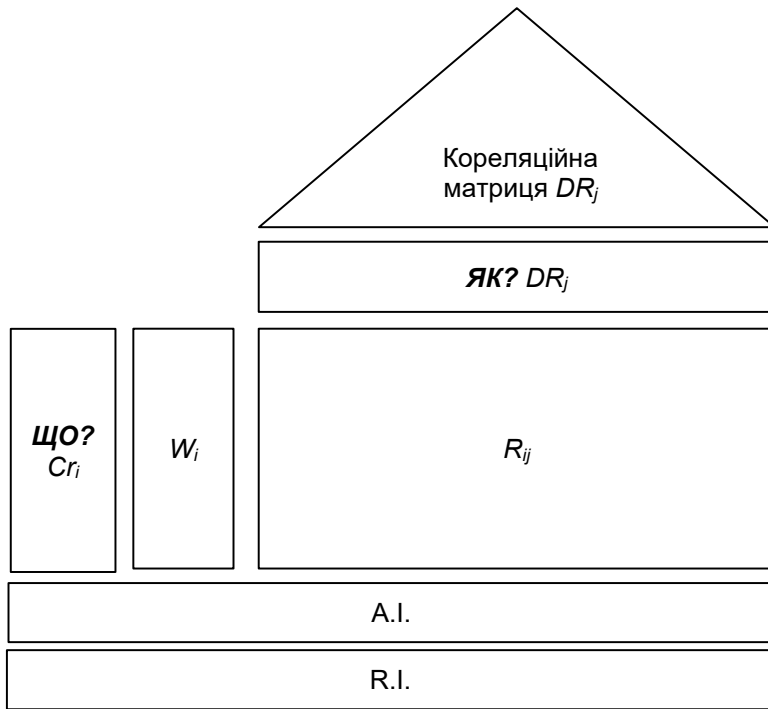 Кореляційна
матриця DRj
ЯК? DRj
ЩО?
Cri
Wi
Rij
A.I.
R.I.